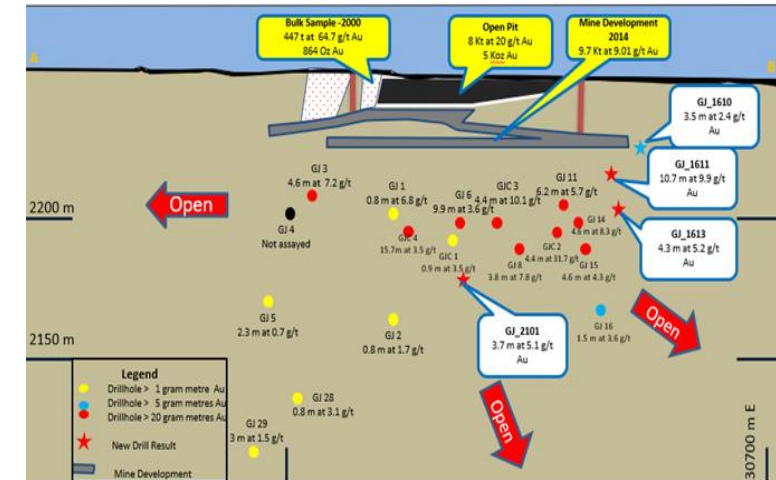 Bulk Sample -2000
447 t at 64.7 g/t Au
864 Oz Au
Open Pit
8 Kt at 20 g/t Au
5 Koz Au
Mine Development
2014
9.7 Kt at 9.01 g/t Au
A
B
GJ_1610
3.5 m at 2.4 g/t
Au
GJ_1611
10.7 m at 9.9 g/t
Au
GJ_1613
4.3 m at 5.2 g/t
Au
GJ 3
4.6 m at 7.2 g/t
GJ 1
0.8 m at 6.8 g/t
GJ 6
9.9 m at 3.6 g/t
GJC 3
4.4 m at 10.1 g/t
GJ 11
6.2 m at 5.7 g/t
Open
2200 m
GJ 4
Not assayed
GJC 4
15.7m at 3.5 g/t
GJC 1
0.9 m at 3.5 g/t
GJ 8
3.8 m at 7.8 g/t
GJC 2
4.4 m at 31.7 g/t
GJ 14
4.6 m at 8.3 g/t
GJ 15
4.6 m at 4.3 g/t
GJ 5
2.3 m at 0.7 g/t
GJ 2
0.8 m at 1.7 g/t
GJ_2101
3.7 m at 5.1 g/t
Au
GJ 16
1.5 m at 3.6 g/t
Open
2150 m
Legend
Drillhole > 1 gram metre Au
Drillhole > 5 gram metres Au
Drillhole > 20 gram metres Au
New Drill Result
Mine Development
GJ 28
0.8 m at 3.1 g/t
GJ 29
3 m at 1.5 g/t
Open
30700 m E